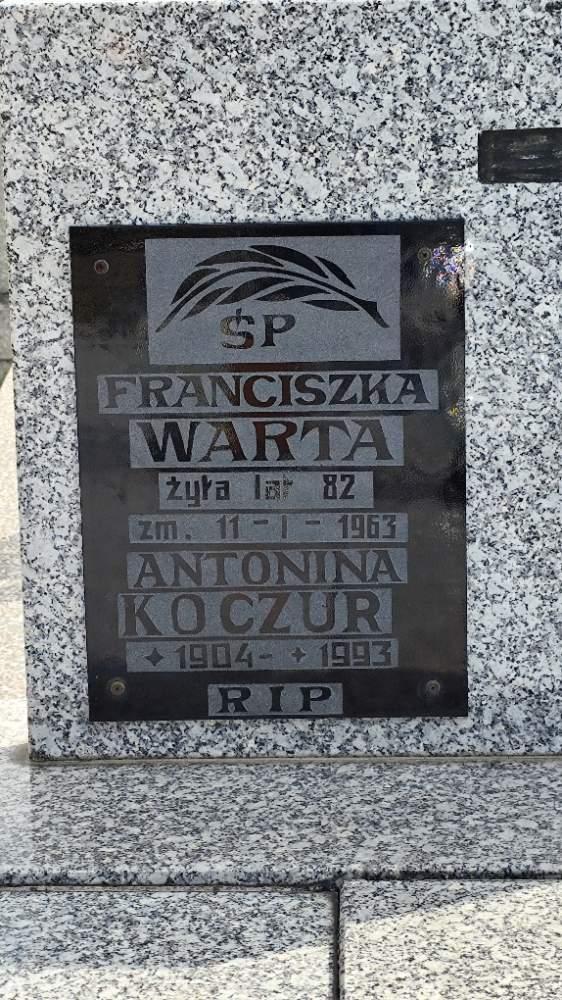 ŚP
FRANCISZKA
WARTA
żyła lat 82
zm. 11 - I - 1963
ANTONINA
KOCZUR
✦ 1904 - + 1993
RIP